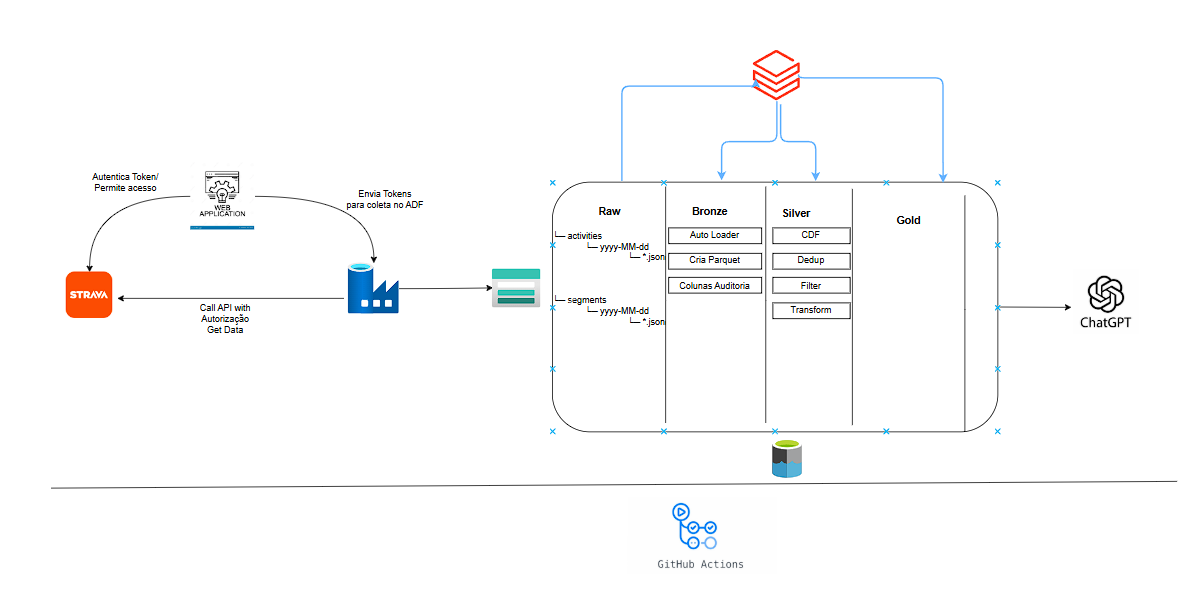 Autentica Token/
Permite acesso
WEB
APPLICATION
Envia Tokens
para coleta no ADF
STRAVA
Call API with
Autorização
Get Data
Raw
activities
yyyy-MM-dd
*.json
segments
yyyy-MM-dd
*.json
Bronze
Auto Loader
Cria Parquet
Colunas Auditoria
Silver
CDF
Dedup
Filter
Transform
Gold
ChatGPT
GitHub Actions